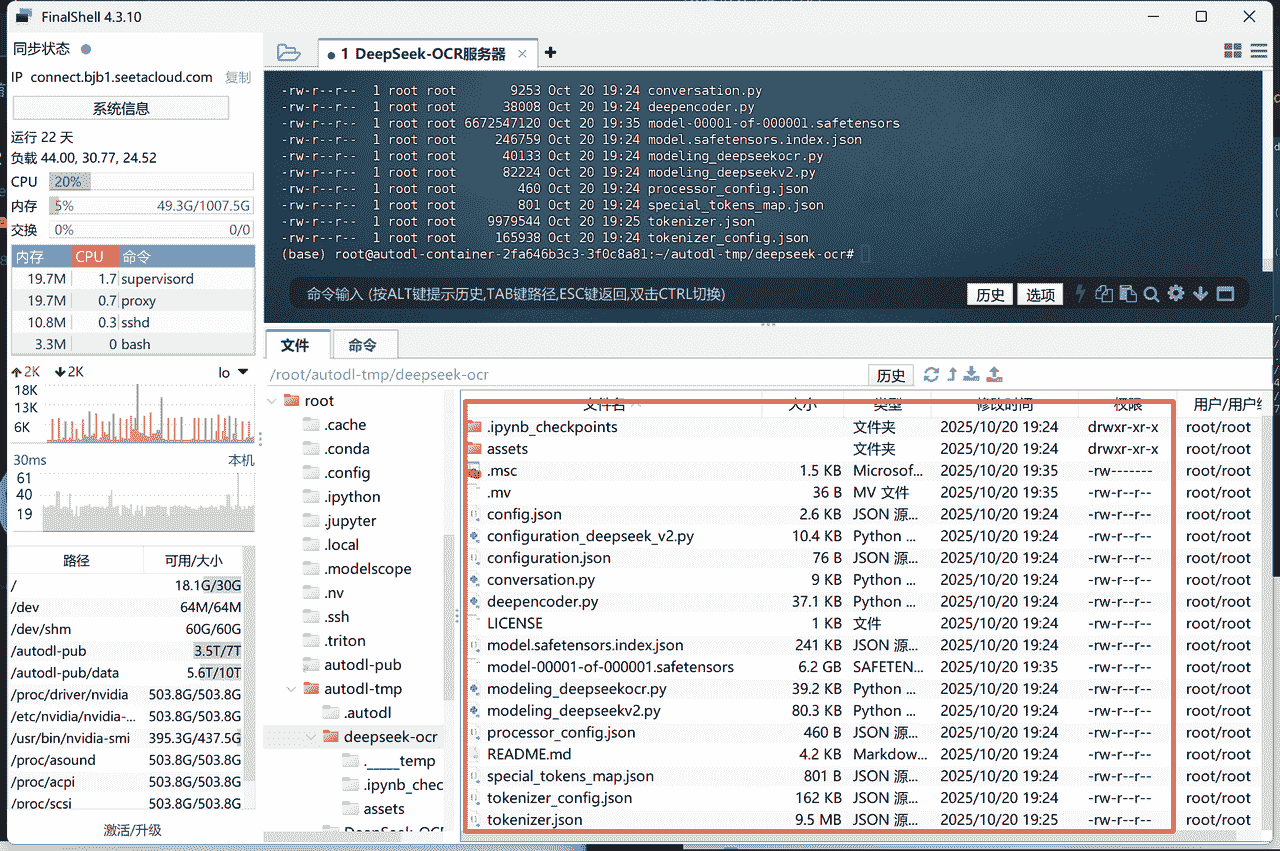 FinalShell 4.3.10
同步状态
IP connect.bjb1.seetacloud.com 复制
系统信息
运行 22 天
负载 44.00, 30.77, 24.52
CPU 20%
内存 5% 49.3G/1007.5G
交换 0% 0/0
内存 CPU 命令
19.7M 1.7 supervisord
19.7M 0.7 proxy
10.8M 0.3 sshd
3.3M 0 bash
2K 2K lo
18K
13K
6K
30ms 本机
61
40
19
路径 可用/大小
/ 18.1G/30G
/dev 64M/64M
/dev/shm 60G/60G
/autodl-pub 3.5T/7T
/autodl-pub/data 5.6T/10T
/proc/driver/nvidia 503.8G/503.8G
/etc/nvidia/nvidia-... 503.8G/503.8G
/usr/bin/nvidia-smi 395.3G/437.5G
/proc/asound 503.8G/503.8G
/proc/acpi 503.8G/503.8G
/proc/scsi 503.8G/503.8G
激活/升级
1 DeepSeek-OCR服务器
-rw-r--r-- 1 root root 9253 Oct 20 19:24 conversation.py
-rw-r--r-- 1 root root 38008 Oct 20 19:24 deepencoder.py
-rw-r--r-- 1 root root 6672547120 Oct 20 19:35 model-00001-of-000001.safetensors
-rw-r--r-- 1 root root 246759 Oct 20 19:24 model.safetensors.index.json
-rw-r--r-- 1 root root 40133 Oct 20 19:24 modeling_deepseekocr.py
-rw-r--r-- 1 root root 82224 Oct 20 19:24 modeling_deepseekv2.py
-rw-r--r-- 1 root root 460 Oct 20 19:24 processor_config.json
-rw-r--r-- 1 root root 801 Oct 20 19:24 special_tokens_map.json
-rw-r--r-- 1 root root 9979544 Oct 20 19:25 tokenizer.json
-rw-r--r-- 1 root root 165938 Oct 20 19:24 tokenizer_config.json
(base) root@autodl-container-2fa646b3c3-3f0c8a81:~/autodl-tmp/deepseek-ocr#
命令输入 (按ALT键提示历史,TAB键路径,ESC键返回,双击CTRL切换) 历史 选项
文件 命令
/root/autodl-tmp/deepseek-ocr 历史
root
.cache
.conda
.config
.ipython
.jupyter
.local
.modelscope
.nv
.ssh
.triton
autodl-pub
autodl-tmp
.autodl
deepseek-ocr
._____temp
.ipynb_chec
assets
DeepSeek-OCR
文件名 大小 类型 修改时间 权限 用户/用户组
.ipynb_checkpoints 文件夹 2025/10/20 19:24 drwxr-xr-x root/root
assets 文件夹 2025/10/20 19:24 drwxr-xr-x root/root
.msc 1.5 KB Microsof... 2025/10/20 19:35 -rw------- root/root
.mv 36 B MV 文件 2025/10/20 19:35 -rw-r--r-- root/root
config.json 2.6 KB JSON 源... 2025/10/20 19:24 -rw-r--r-- root/root
configuration_deepseek_v2.py 10.4 KB Python ... 2025/10/20 19:24 -rw-r--r-- root/root
configuration.json 76 B JSON 源... 2025/10/20 19:24 -rw-r--r-- root/root
conversation.py 9 KB Python ... 2025/10/20 19:24 -rw-r--r-- root/root
deepencoder.py 37.1 KB Python ... 2025/10/20 19:24 -rw-r--r-- root/root
LICENSE 1 KB 文件 2025/10/20 19:24 -rw-r--r-- root/root
model.safetensors.index.json 241 KB JSON 源... 2025/10/20 19:24 -rw-r--r-- root/root
model-00001-of-000001.safetensors 6.2 GB SAFETEN... 2025/10/20 19:35 -rw-r--r-- root/root
modeling_deepseekocr.py 39.2 KB Python ... 2025/10/20 19:24 -rw-r--r-- root/root
modeling_deepseekv2.py 80.3 KB Python ... 2025/10/20 19:24 -rw-r--r-- root/root
processor_config.json 460 B JSON 源... 2025/10/20 19:24 -rw-r--r-- root/root
README.md 4.2 KB Markdow... 2025/10/20 19:24 -rw-r--r-- root/root
special_tokens_map.json 801 B JSON 源... 2025/10/20 19:24 -rw-r--r-- root/root
tokenizer_config.json 162 KB JSON 源... 2025/10/20 19:24 -rw-r--r-- root/root
tokenizer.json 9.5 MB JSON 源... 2025/10/20 19:25 -rw-r--r-- root/root